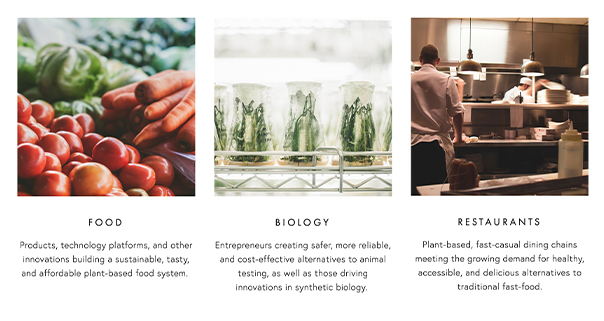 FOOD
Products, technology platforms, and other
innovations building a sustainable, tasty,
and affordable plant-based food system.
BIOLOGY
Entrepreneurs creating safer, more reliable,
and cost-effective alternatives to animal
testing, as well as those driving
innovations in synthetic biology.
RESTAURANTS
Plant-based, fast-casual dining chains
meeting the growing demand for healthy,
accessible, and delicious alternatives to
traditional fast-food.